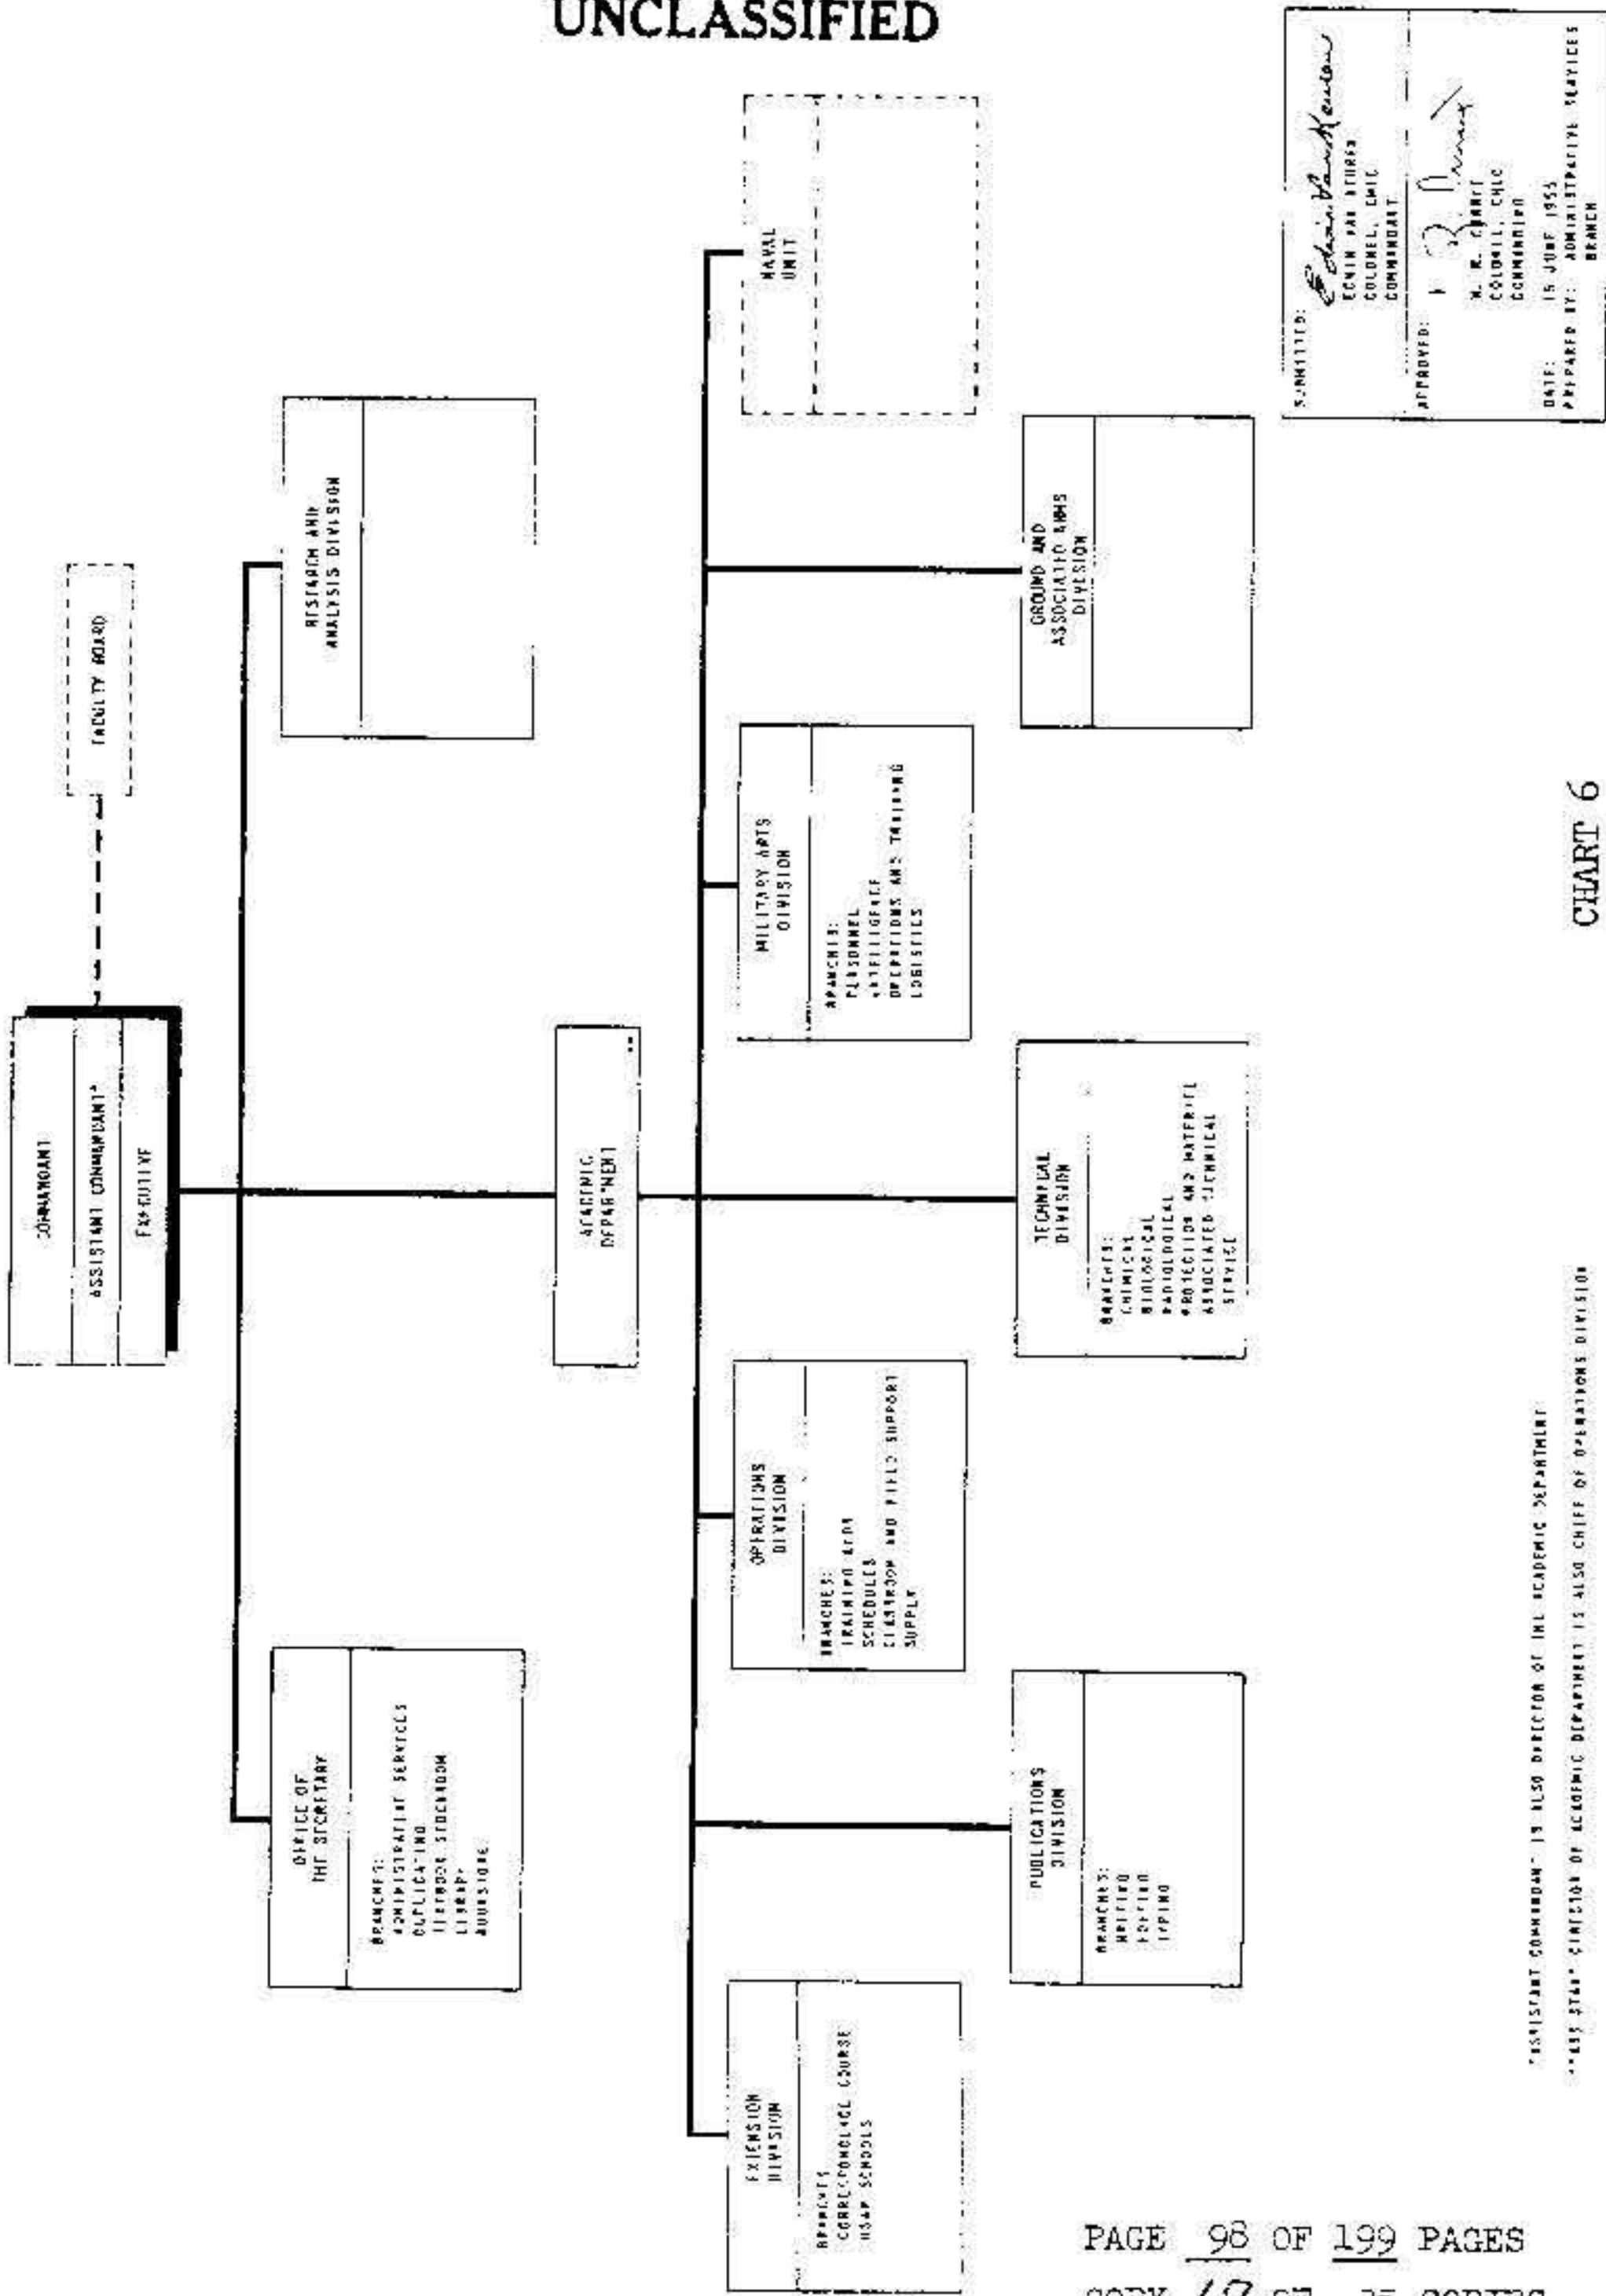 UNCLASSIFIED
COMMANDANT
ASSISTANT COMMANDANT*
EXECUTIVE
FACULTY BOARD
OFFICE OF
THE SECRETARY
BRANCHES:
ADMINISTRATIVE SERVICES
DUPLICATING
TEXTBOOK STOCKROOM
LIBRARY
BOOKSTORE
RESEARCH AND
ANALYSIS DIVISION
ACADEMIC
DEPARTMENT
**
EXTENSION
DIVISION
BRANCHES
CORRESPONDENCE COURSE
USAR SCHOOLS
OPERATIONS
DIVISION
BRANCHES:
TRAINING AIDS
SCHEDULES
CLASSROOM AND FIELD SUPPORT
SUPPLY
MILITARY ARTS
DIVISION
BRANCHES:
PERSONNEL
INTELLIGENCE
OPERATIONS AND TRAINING
LOGISTICS
NAVAL
UNIT
PUBLICATIONS
DIVISION
BRANCHES:
WRITING
EDITING
TYPING
TECHNICAL
DIVISION
BRANCHES:
CHEMICAL
BIOLOGICAL
RADIOLOGICAL
PROTECTION AND MATERIEL
ASSOCIATED TECHNICAL
SERVICE
GROUND AND
ASSOCIATED ARMS
DIVISION
*ASSISTANT COMMANDANT IS ALSO DIRECTOR OF THE ACADEMIC DEPARTMENT
DIRECTOR OF ACADEMIC DEPARTMENT IS ALSO CHIEF OF OPERATIONS DIVISION
SUBMITTED:
COLONEL, CMLC
COMMANDANT
APPROVED:
COLONEL, CMLC
COMMANDING
DATE: 15 JUNE 1955
PREPARED BY: ADMINISTRATIVE SERVICES
BRANCH
CHART 6
PAGE 98 OF 199 PAGES
COPY OF COPIES